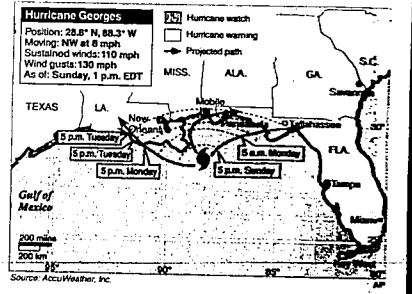 Hurricane Georges
Position: 28.8° N, 88.3° W
Moving: NW at 8 mph
Sustained winds: 110 mph
Wind gusts: 130 mph
As of: Sunday, 1 p.m. EDT
Hurricane watch
Hurricane warning
Projected path
MISS.
ALA.
GA.
S.C.
Savannah
TEXAS
LA.
Mobile
New
Orleans
Pensacola
Tallahassee
30°
FLA.
5 p.m. Tuesday
5 p.m. Tuesday
5 p.m. Monday
5 a.m. Monday
5 p.m. Sunday
Tampa
Miami
Gulf of
Mexico
200 miles
200 km
95°
90°
85°
80°
AP
Source: AccuWeather, Inc.